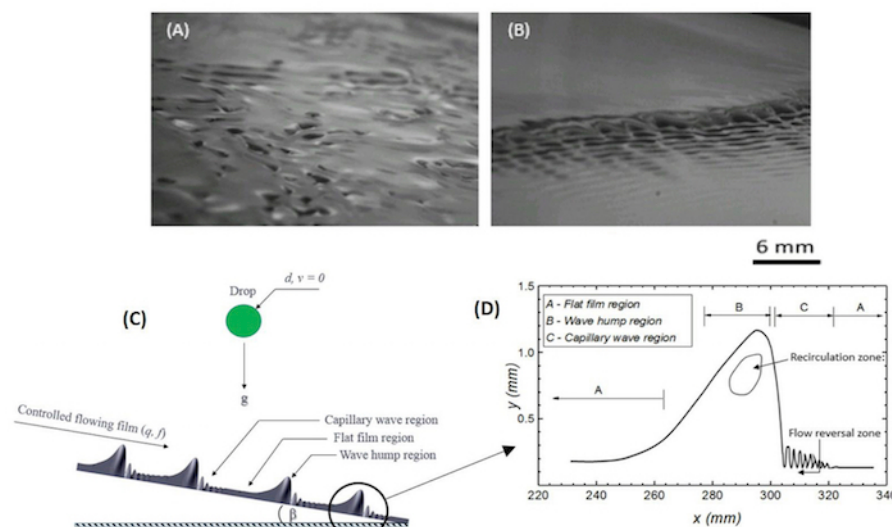 (A)
(B)
6 mm
(C)
Drop
d, v = 0
g
Controlled flowing film (q, f)
Capillary wave region
Flat film region
Wave hump region
β
(D)
1.5
1.0
0.5
y (mm)
A - Flat film region
B - Wave hump region
C - Capillary wave region
B
C
A
A
Recirculation zone
Flow reversal zone
220
240
260
280
300
320
340
x (mm)